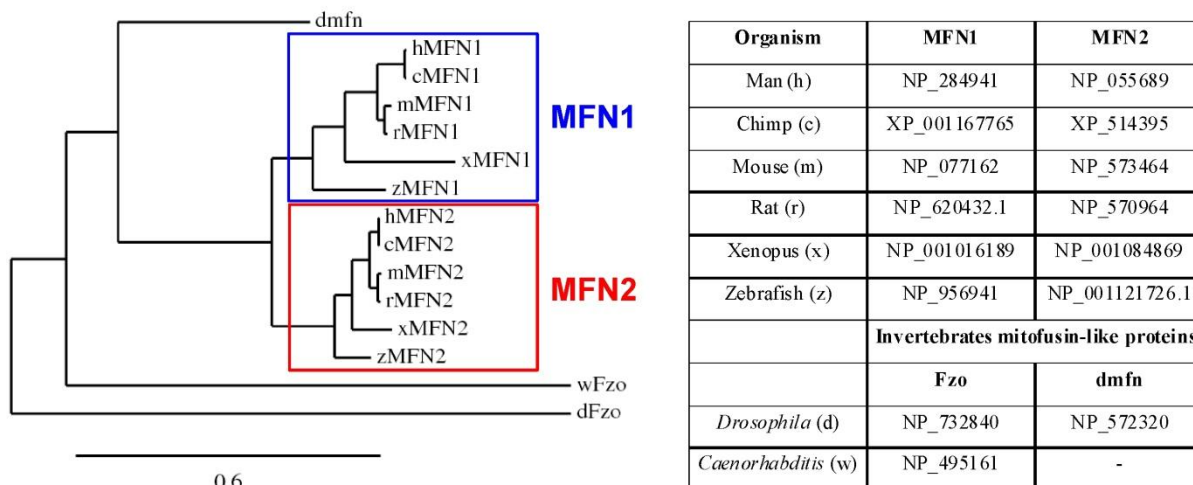 dmfn
hMFN1
cMFN1
mMFN1
rMFN1
xMFN1
zMFN1
MFN1
hMFN2
cMFN2
mMFN2
rMFN2
xMFN2
zMFN2
MFN2
wFzo
dFzo
0.6
Organism MFN1 MFN2
Man (h) NP_284941 NP_055689
Chimp (c) XP_001167765 XP_514395
Mouse (m) NP_077162 NP_573464
Rat (r) NP_620432.1 NP_570964
Xenopus (x) NP_001016189 NP_001084869
Zebrafish (z) NP_956941 NP_001121726.1
Invertebrates mitofusin-like proteins
Fzo dmfn
Drosophila (d) NP_732840 NP_572320
Caenorhabditis (w) NP_495161 -